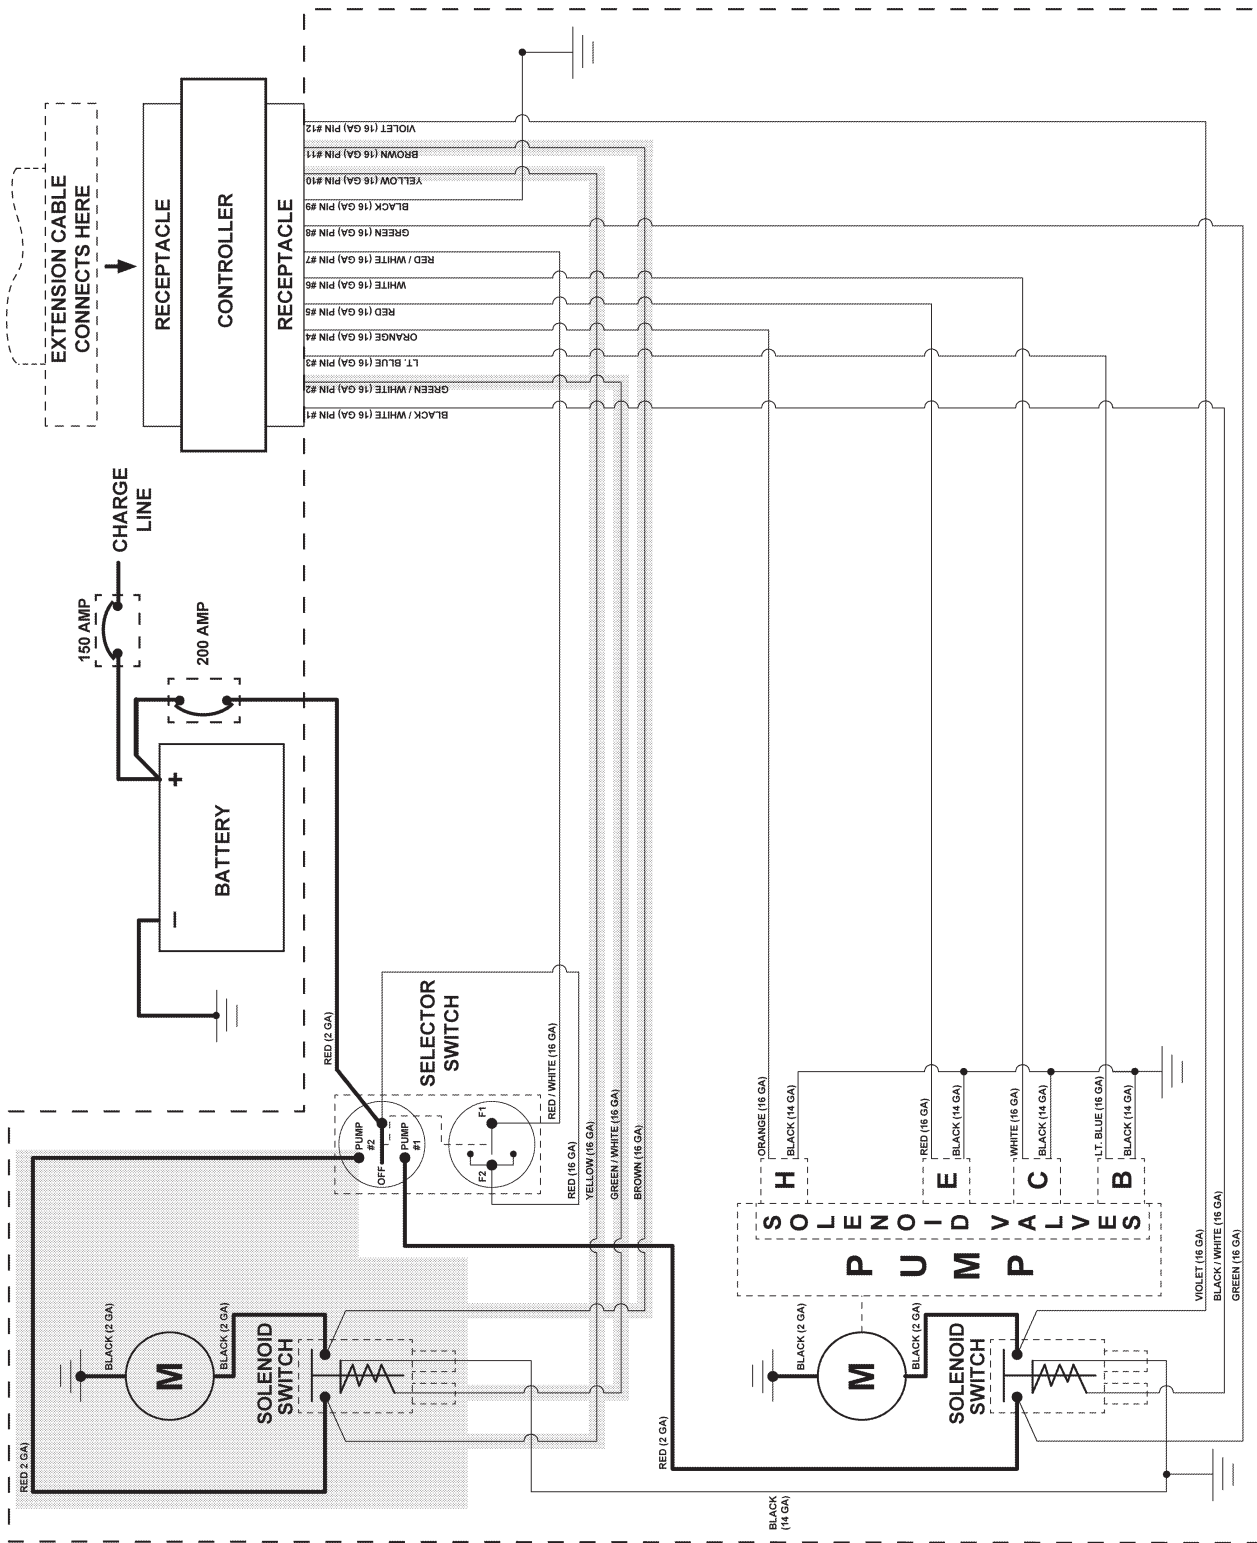 EXTENSION CABLE
CONNECTS HERE
RECEPTACLE
CONTROLLER
RECEPTACLE
VIOLET (16 GA) PIN #12
BROWN (16 GA) PIN #11
YELLOW (16 GA) PIN #10
BLACK (16 GA) PIN #9
GREEN (16 GA) PIN #8
RED / WHITE (16 GA) PIN #7
WHITE (16 GA) PIN #6
RED (16 GA) PIN #5
ORANGE (16 GA) PIN #4
LT. BLUE (16 GA) PIN #3
GREEN / WHITE (16 GA) PIN #2
BLACK / WHITE (16 GA) PIN #1
CHARGE
LINE
150 AMP
200 AMP
+
BATTERY
–
RED (2 GA)
SELECTOR
SWITCH
PUMP
#2
OFF
PUMP
#1
F1
F2
RED / WHITE (16 GA)
RED (16 GA)
YELLOW (16 GA)
GREEN / WHITE (16 GA)
BROWN (16 GA)
ORANGE (16 GA)
BLACK (14 GA)
RED (16 GA)
BLACK (14 GA)
WHITE (16 GA)
BLACK (14 GA)
LT. BLUE (16 GA)
BLACK (14 GA)
H
E
C
B
SOLENOID VALVES
PUMP
VIOLET (16 GA)
BLACK / WHITE (16 GA)
GREEN (16 GA)
BLACK (2 GA)
M
BLACK (2 GA)
SOLENOID
SWITCH
RED 2 GA)
BLACK (2 GA)
M
BLACK (2 GA)
SOLENOID
SWITCH
RED (2 GA)
BLACK
(14 GA)